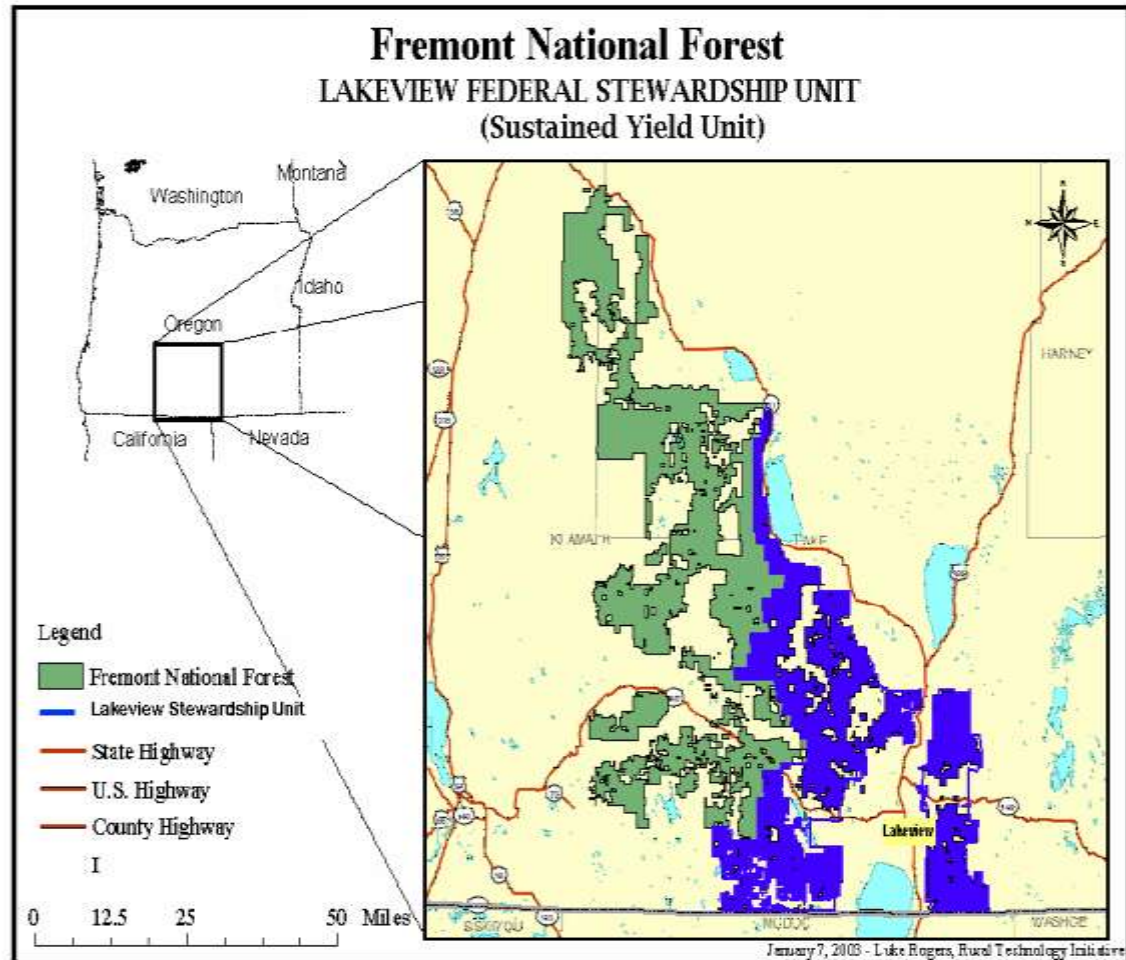 Fremont National Forest
LAKEVIEW FEDERAL STEWARDSHIP UNIT
(Sustained Yield Unit)
Montana
Washington
Idaho
Oregon
California
Nevada
HARNEY
KLAMATH
LAKE
Lakeview
140
SISKIYOU
MODOC
WASHOE
Legend
Fremont National Forest
Lakeview Stewardship Unit
State Highway
U.S. Highway
County Highway
I
0 12.5 25 50 Miles
January 7, 2003 - Luke Rogers, Rural Technology Initiative